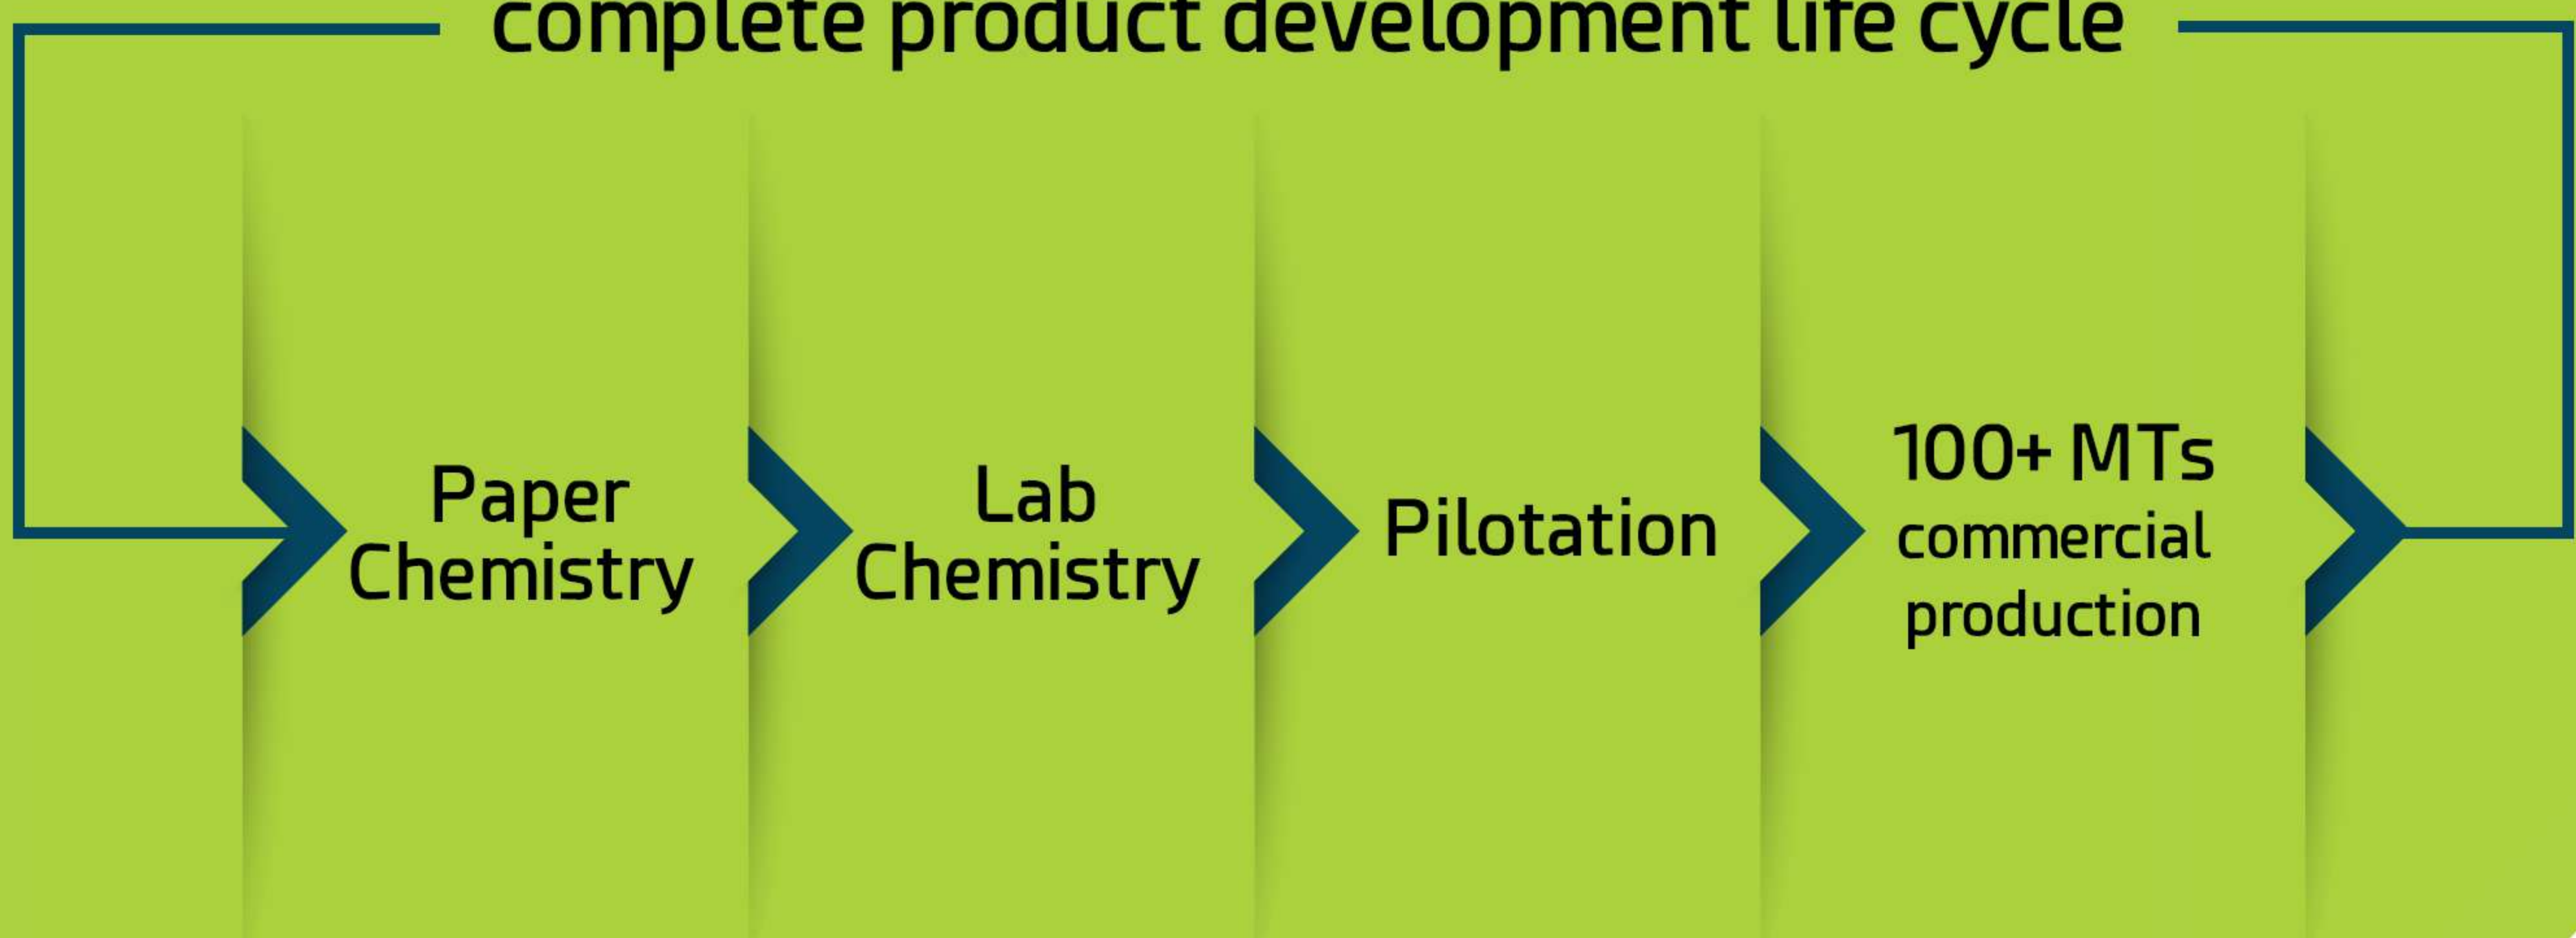 complete product development life cycle
Paper
Chemistry
Lab
Chemistry
Pilotation
100+ MTs
commercial
production